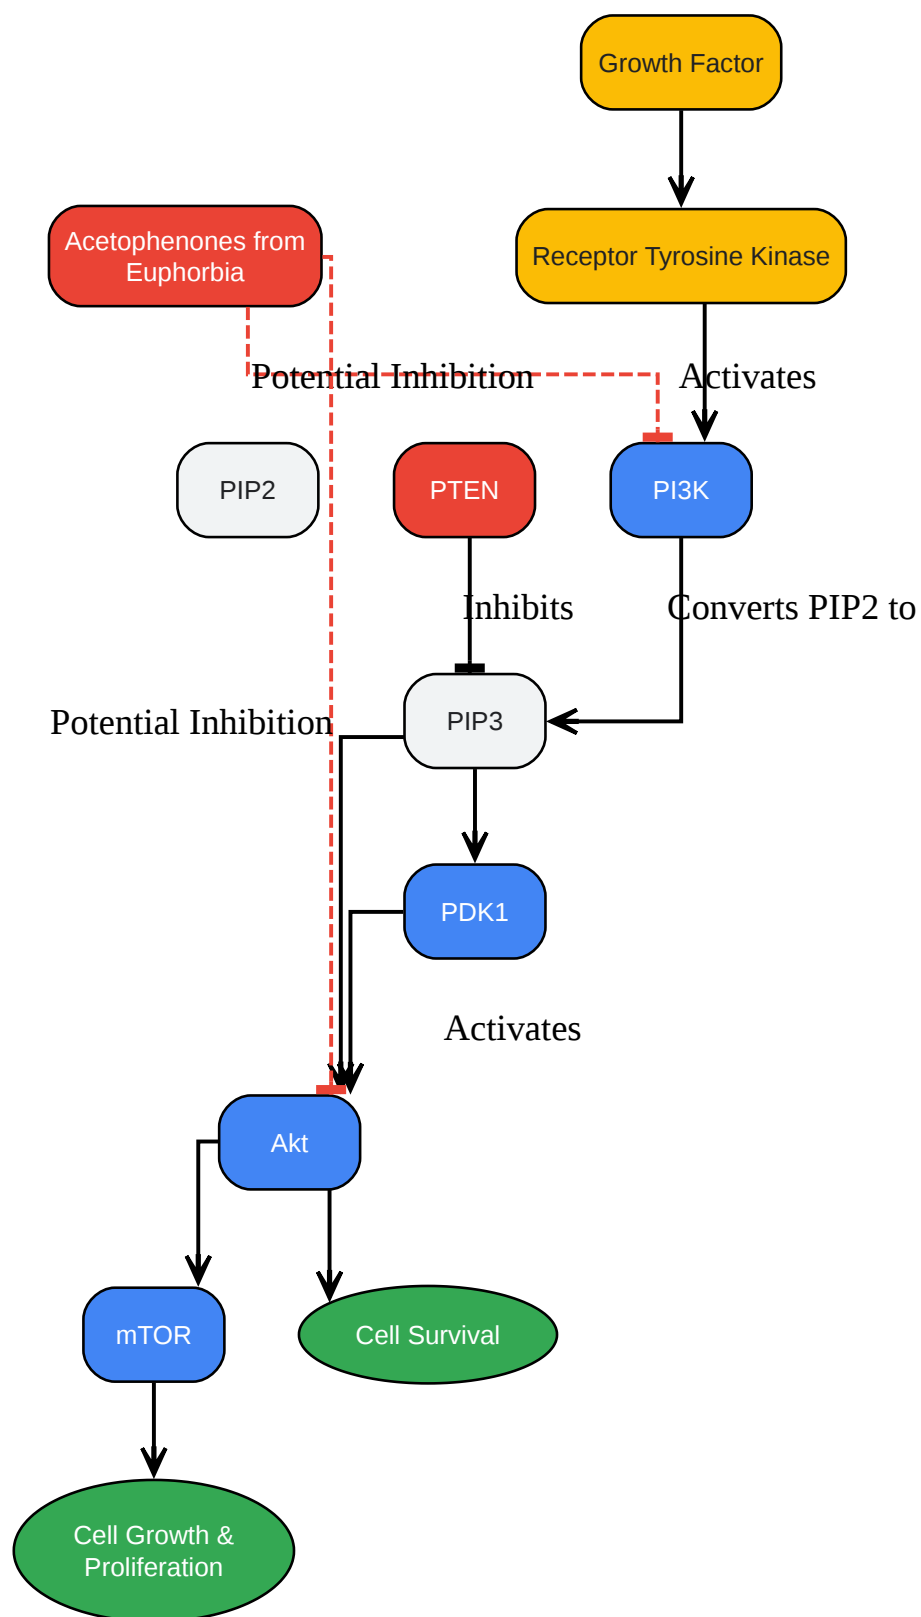 Growth Factor
Acetophenones from
Euphorbia
Receptor Tyrosine Kinase
Potential Inhibition
Activates
PIP2
PTEN
PI3K
Inhibits
Converts PIP2 to
Potential Inhibition
PIP3
PDK1
Activates
Akt
mTOR
Cell Survival
Cell Growth &
Proliferation